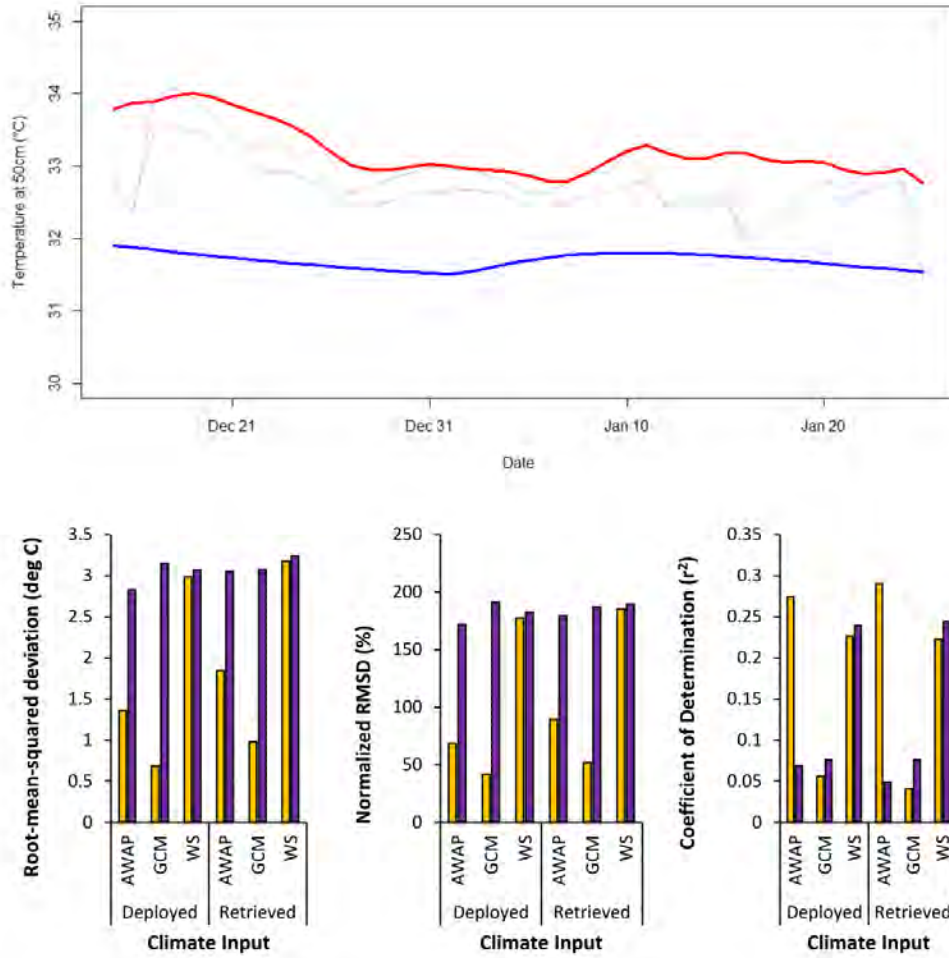 Temperature at 50cm (°C)
35
34
33
32
31
30
Dec 21
Dec 31
Jan 10
Jan 20
Date
Root-mean-squared deviation (deg C)
3.5
3
2.5
2
1.5
1
0.5
0
AWAP
GCM
WS
AWAP
GCM
WS
Deployed
Retrieved
Climate Input
Normalized RMSD (%)
250
200
150
100
50
0
AWAP
GCM
WS
AWAP
GCM
WS
Deployed
Retrieved
Climate Input
Coefficient of Determination (r²)
0.35
0.3
0.25
0.2
0.15
0.1
0.05
0
AWAP
GCM
WS
AWAP
GCM
WS
Deployed
Retrieved
Climate Input